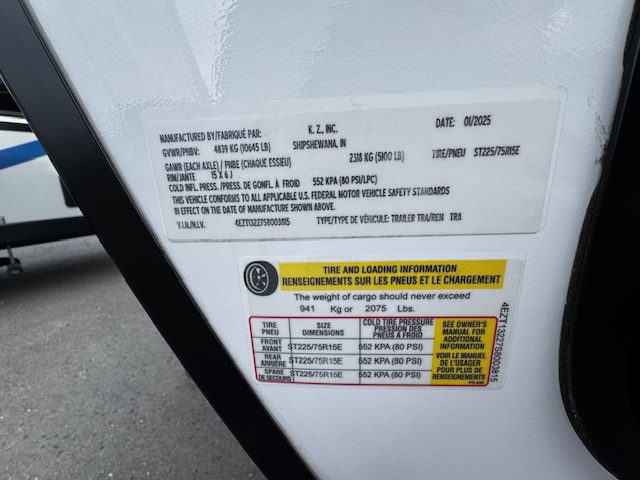 MANUFACTURED BY/FABRIQUÉ PAR: K. Z., INC. DATE: 01/2025
GVWR/PNBV: 4839 KG (10645 LB) SHIPSHEWANA, IN
GAWR (EACH AXLE) / PNBE (CHAQUE ESSIEU) 2318 KG (5100 LB) TIRE/PNEU ST225/75R15E
RIM/JANTE 15 X 6 J
COLD INFL. PRESS. /PRESS. DE GONFL. À FROID 552 KPA (80 PSI/LPC)
THIS VEHICLE CONFORMS TO ALL APPLICABLE U.S. FEDERAL MOTOR VEHICLE SAFETY STANDARDS
IN EFFECT ON THE DATE OF MANUFACTURE SHOWN ABOVE.
V.I.N./N.I.V. 4EZT13227S8003815 TYPE/TYPE DE VÉHICULE: TRAILER TRA/REM TRA
TIRE AND LOADING INFORMATION
RENSEIGNEMENTS SUR LES PNEUS ET LE CHARGEMENT
The weight of cargo should never exceed
941 Kg or 2075 Lbs.
TIRE PNEU SIZE DIMENSIONS COLD TIRE PRESSURE PRESSION DES PNEUS À FROID
FRONT AVANT ST225/75R15E 552 KPA (80 PSI)
REAR ARRIÈRE ST225/75R15E 552 KPA (80 PSI)
SPARE DE SECOURS ST225/75R15E 552 KPA (80 PSI)
SEE OWNER'S
MANUAL FOR
ADDITIONAL
INFORMATION
VOIR LE MANUEL
DE L'USAGER
POUR PLUS DE
RENSEIGNEMENTS
4EZT13227S8003815